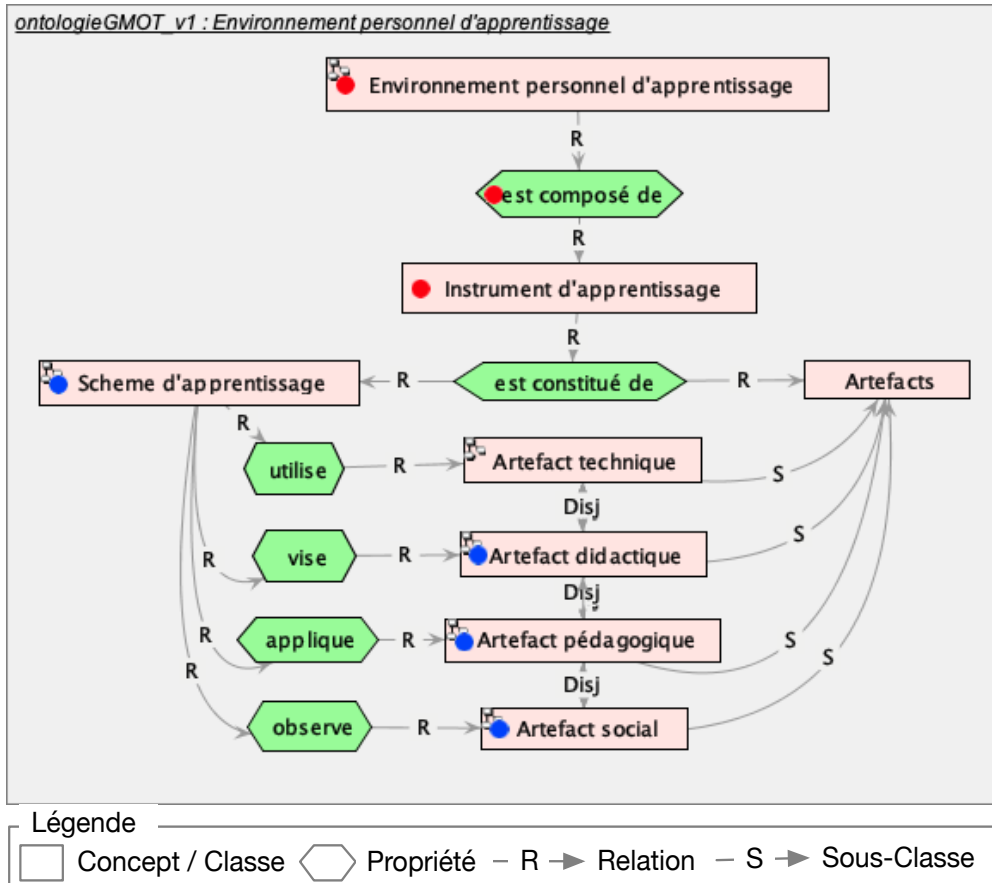 ontologieGMOT_v1 : Environnement personnel d'apprentissage
Environnement personnel d'apprentissage
R
est composé de
R
Instrument d'apprentissage
R
Scheme d'apprentissage
R
est constitué de
R
Artefacts
R
utilise
R
Artefact technique
S
Disj
R
vise
R
Artefact didactique
S
Disj
R
applique
R
Artefact pédagogique
S
Disj
R
observe
R
Artefact social
S
Légende
Concept / Classe
Propriété
R
Relation
S
Sous-Classe